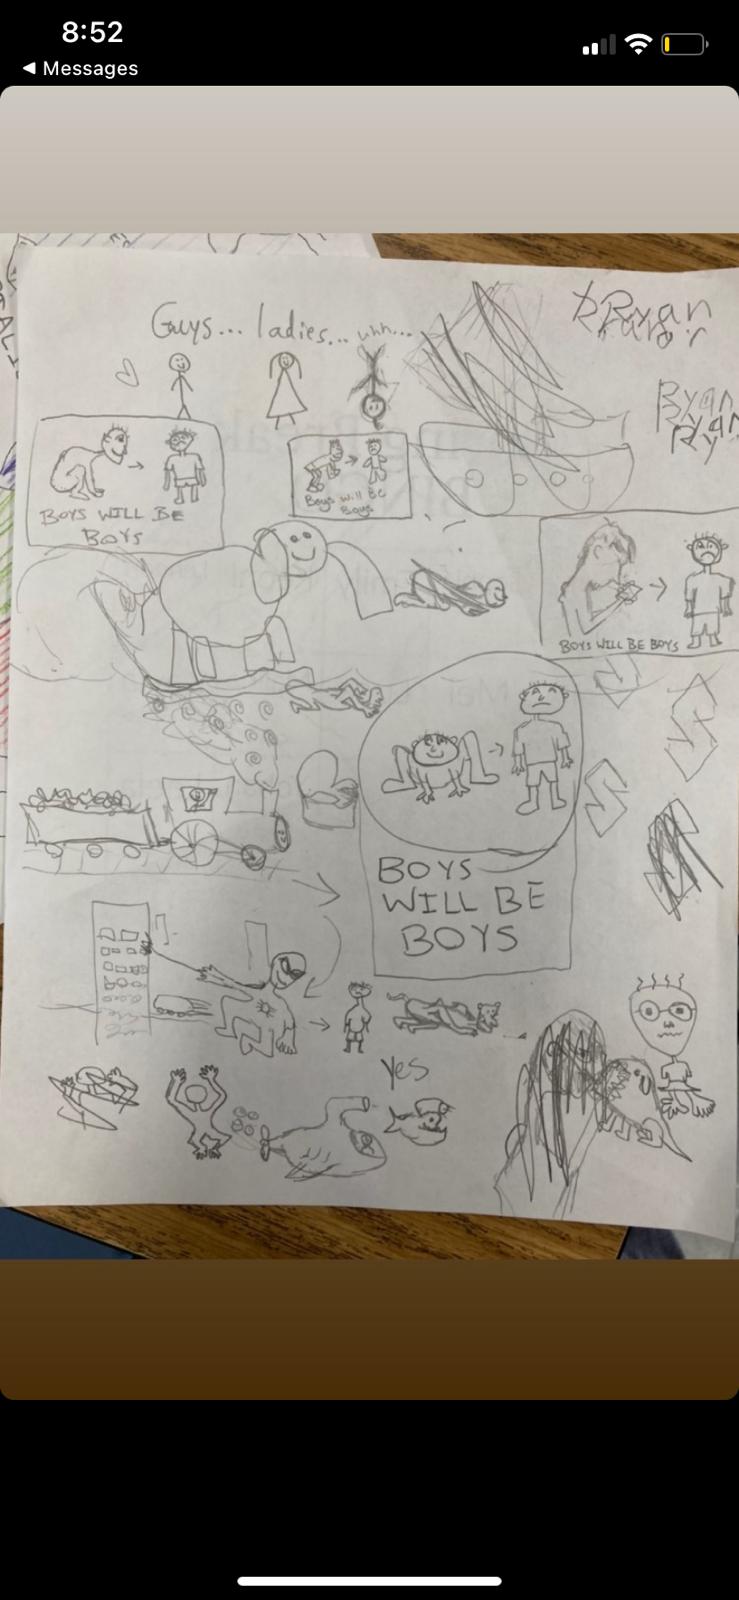 8:52
◄ Messages
Guys... ladies... uhh...
Ryan
Ryan
Ryan
Ry
BOYS WILL BE
BOYS
Boys will Be
Boys
BOYS WILL BE BOYS
BOYS
WILL BE
BOYS
yes